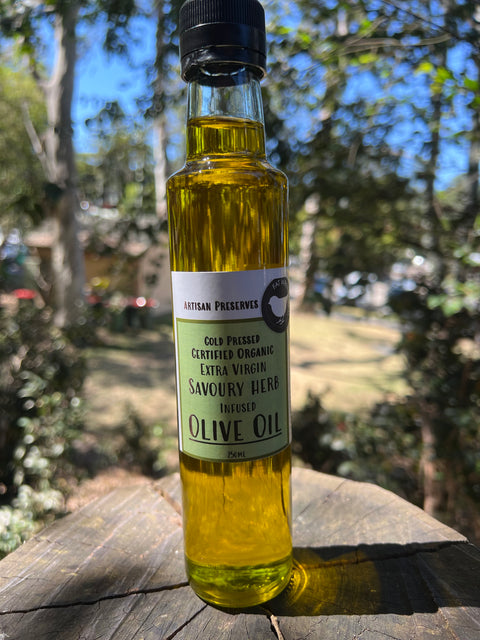 Artisan Preserves
Cold Pressed
Certified Organic
Extra Virgin
Savoury Herb
Infused
Olive Oil
250ml